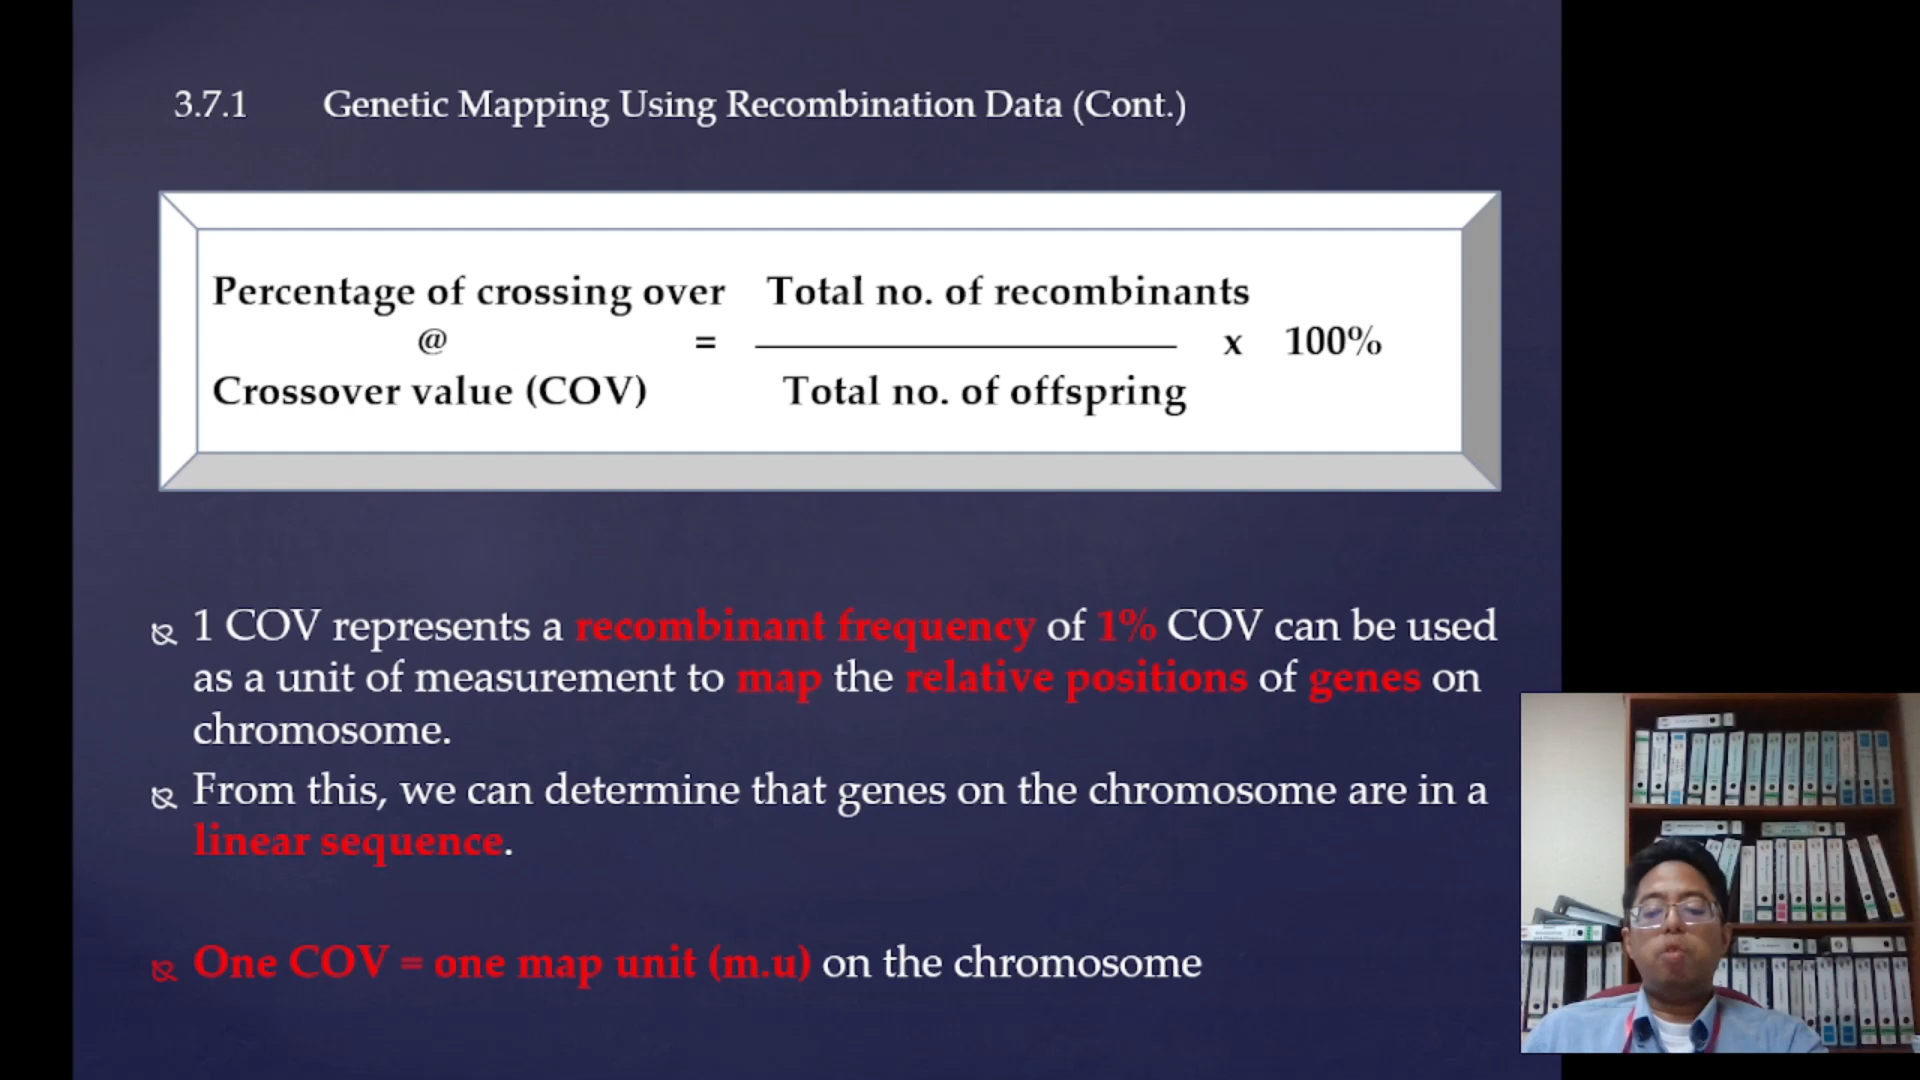 3.7.1 Genetic Mapping Using Recombination Data (Cont.)
Percentage of crossing over Total no. of recombinants
@ = x 100%
Crossover value (COV) Total no. of offspring
1 COV represents a recombinant frequency of 1% COV can be used
as a unit of measurement to map the relative positions of genes on
chromosome.
From this, we can determine that genes on the chromosome are in a
linear sequence.
One COV = one map unit (m.u) on the chromosome